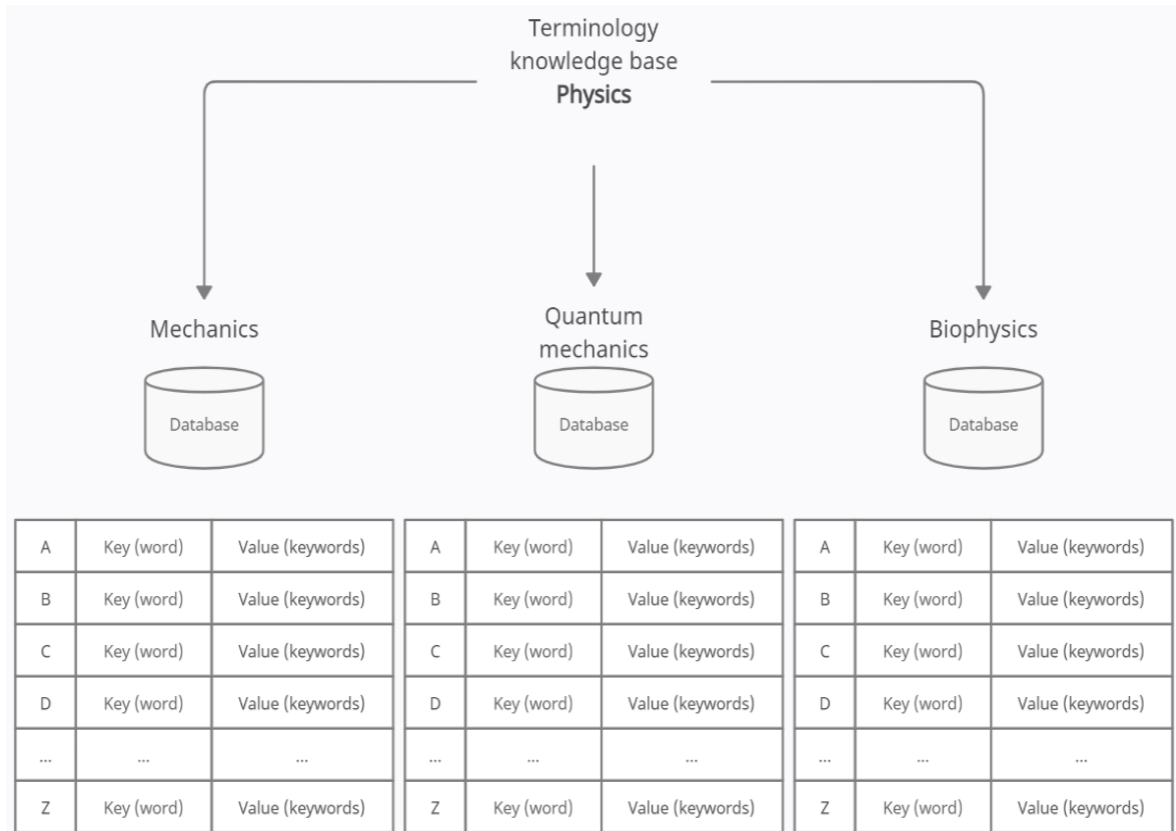 Terminology
knowledge base
Physics
Mechanics
Quantum
mechanics
Biophysics
Database
Database
Database
A Key (word) Value (keywords) A Key (word) Value (keywords) A Key (word) Value (keywords)
B Key (word) Value (keywords) B Key (word) Value (keywords) B Key (word) Value (keywords)
C Key (word) Value (keywords) C Key (word) Value (keywords) C Key (word) Value (keywords)
D Key (word) Value (keywords) D Key (word) Value (keywords) D Key (word) Value (keywords)
... ... ... ... ... ... ... ... ...
Z Key (word) Value (keywords) Z Key (word) Value (keywords) Z Key (word) Value (keywords)